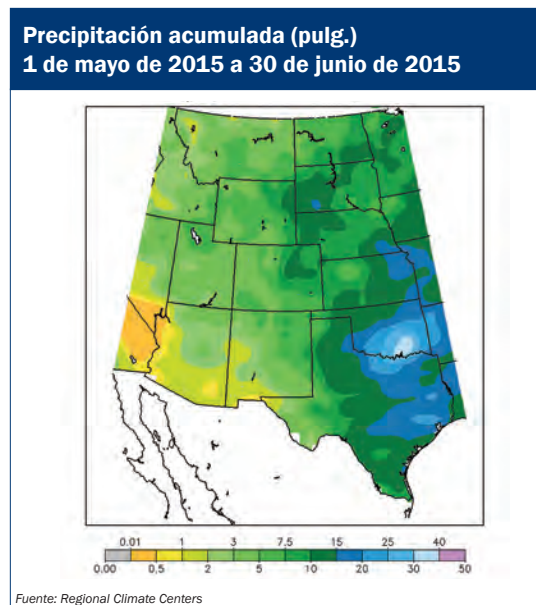 Precipitación acumulada (pulg.)
1 de mayo de 2015 a 30 de junio de 2015
0.01 1 3 7.5 15 25 40
0.00 0.5 2 5 10 20 30 50
Fuente: Regional Climate Centers